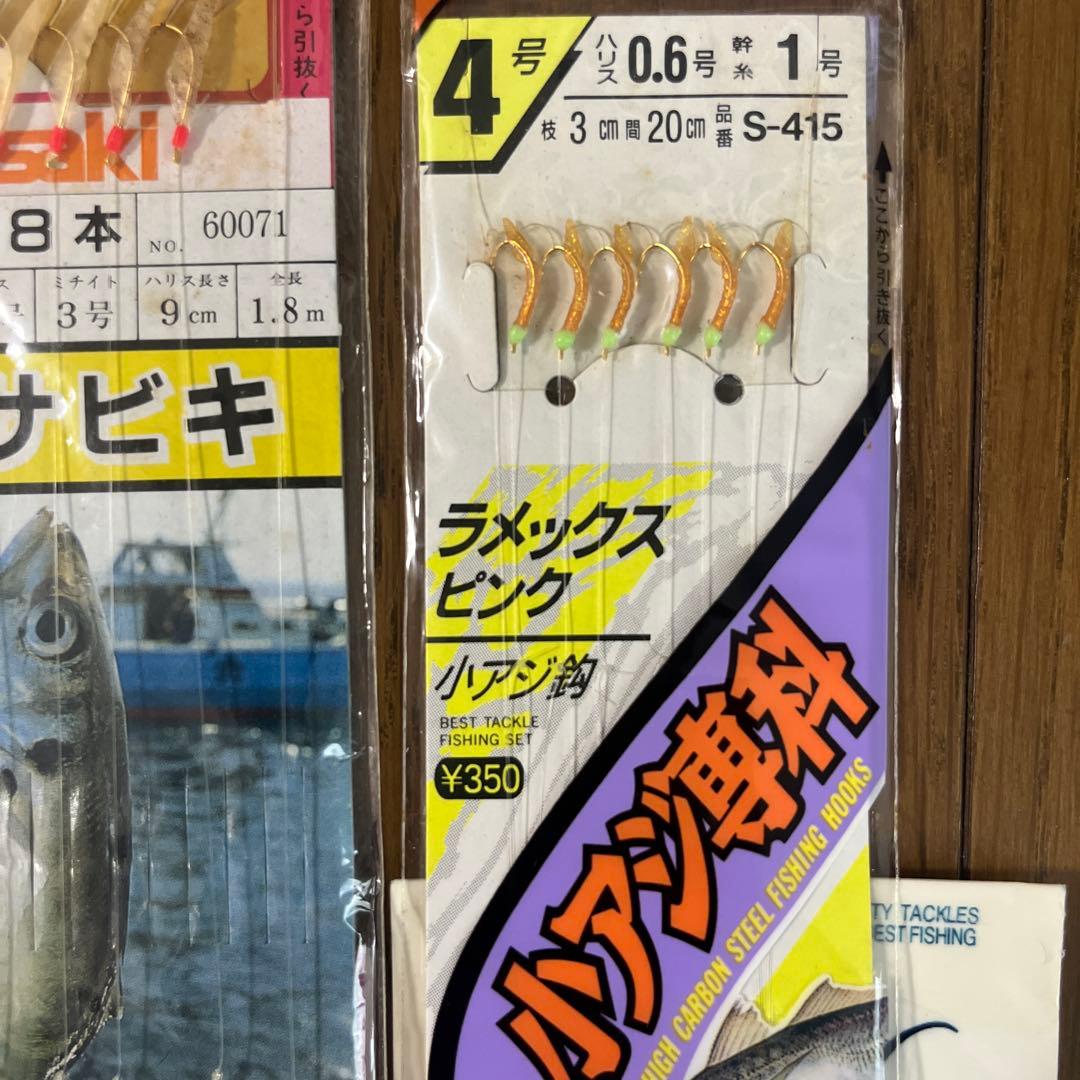 ら引抜く
saki
8本
NO. 60071
ス ミチイト ハリス長さ 全長
号 3号 9cm 1.8m
サビキ
4号
ハリス 0.6号 幹糸 1号
枝 3cm 間 20cm 品番 S-415
ここから引き抜く
ラメックス
ピンク
小アジ鈎
BEST TACKLE
FISHING SET
¥350
小アジ専科
HIGH CARBON STEEL FISHING HOOKS
TY TACKLES
EST FISHING